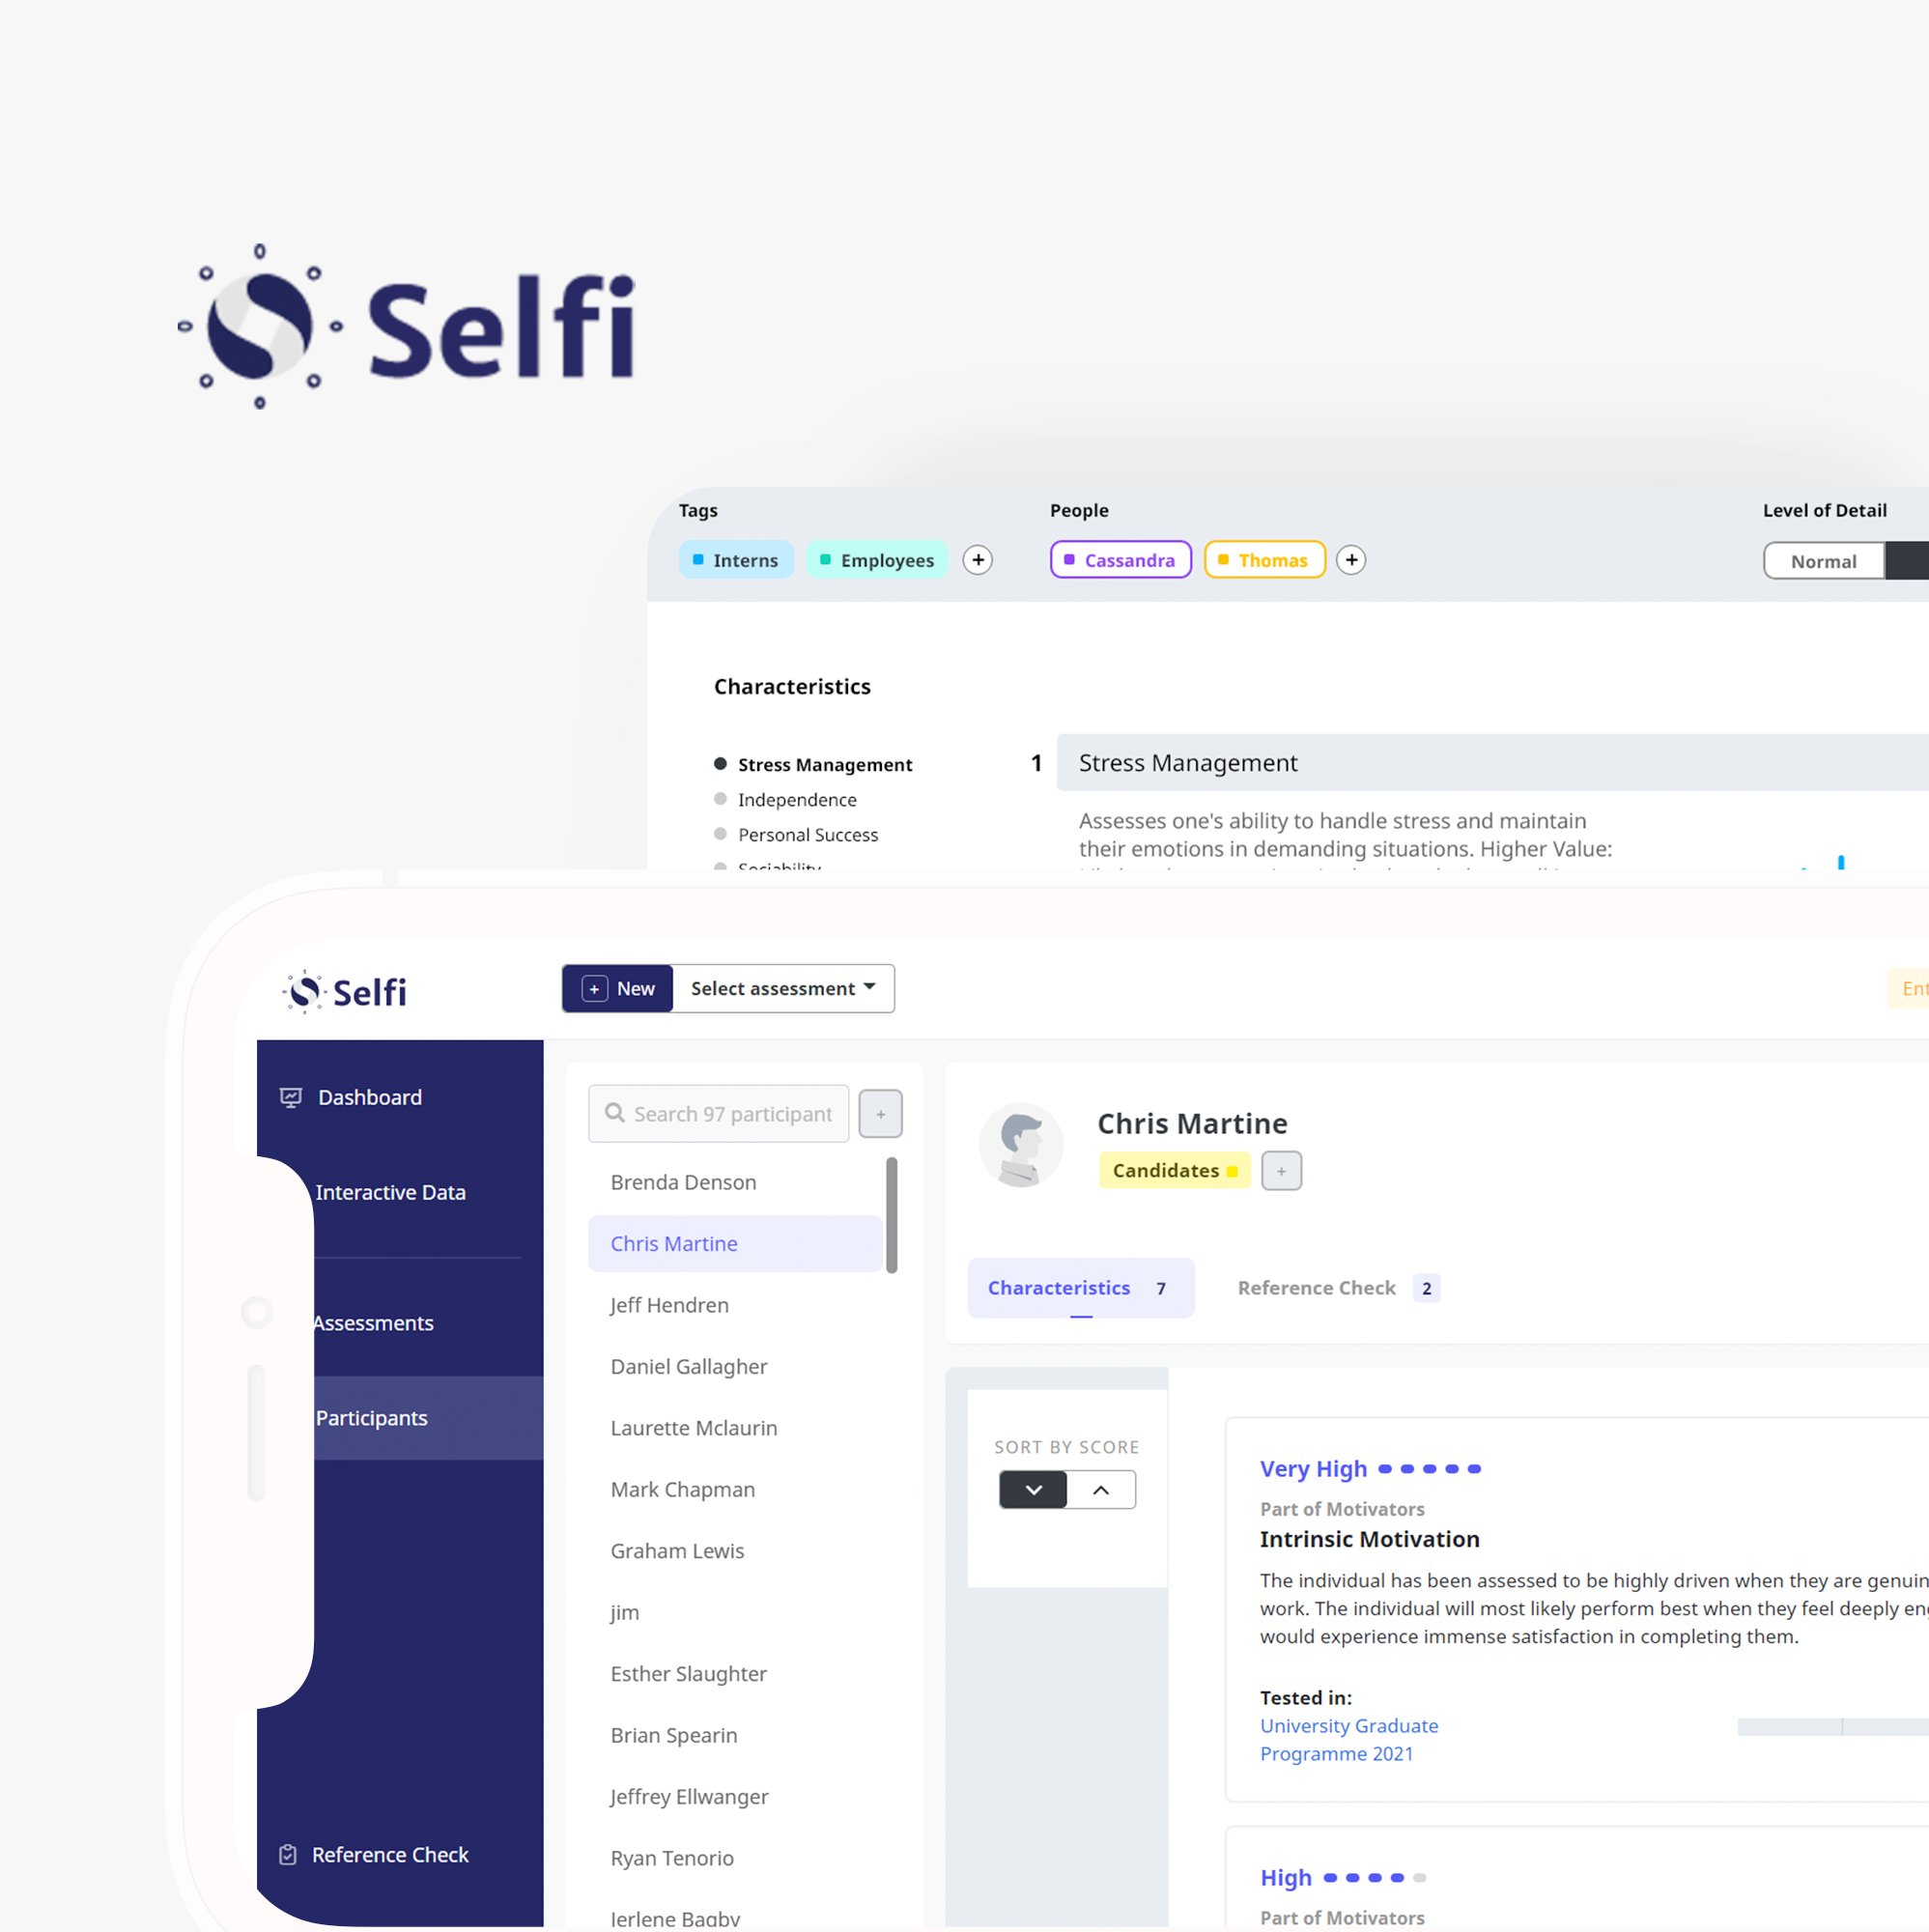 Selfi
Tags
People
Level of Detail
Interns
Employees
+
Cassandra
Thomas
+
Normal
Characteristics
Stress Management
Independence
Personal Success
Sociability
1
Stress Management
Assesses one's ability to handle stress and maintain
their emotions in demanding situations. Higher Value:
Selfi
+ New
Select assessment
Ent
Dashboard
Interactive Data
Assessments
Participants
Reference Check
Search 97 participant
+
Brenda Denson
Chris Martine
Jeff Hendren
Daniel Gallagher
Laurette Mclaurin
Mark Chapman
Graham Lewis
jim
Esther Slaughter
Brian Spearin
Jeffrey Ellwanger
Ryan Tenorio
Jerlene Bagby
Chris Martine
Candidates
+
Characteristics 7
Reference Check 2
SORT BY SCORE
Very High
Part of Motivators
Intrinsic Motivation
The individual has been assessed to be highly driven when they are genuin
work. The individual will most likely perform best when they feel deeply eng
would experience immense satisfaction in completing them.
Tested in:
University Graduate
Programme 2021
High
Part of Motivators